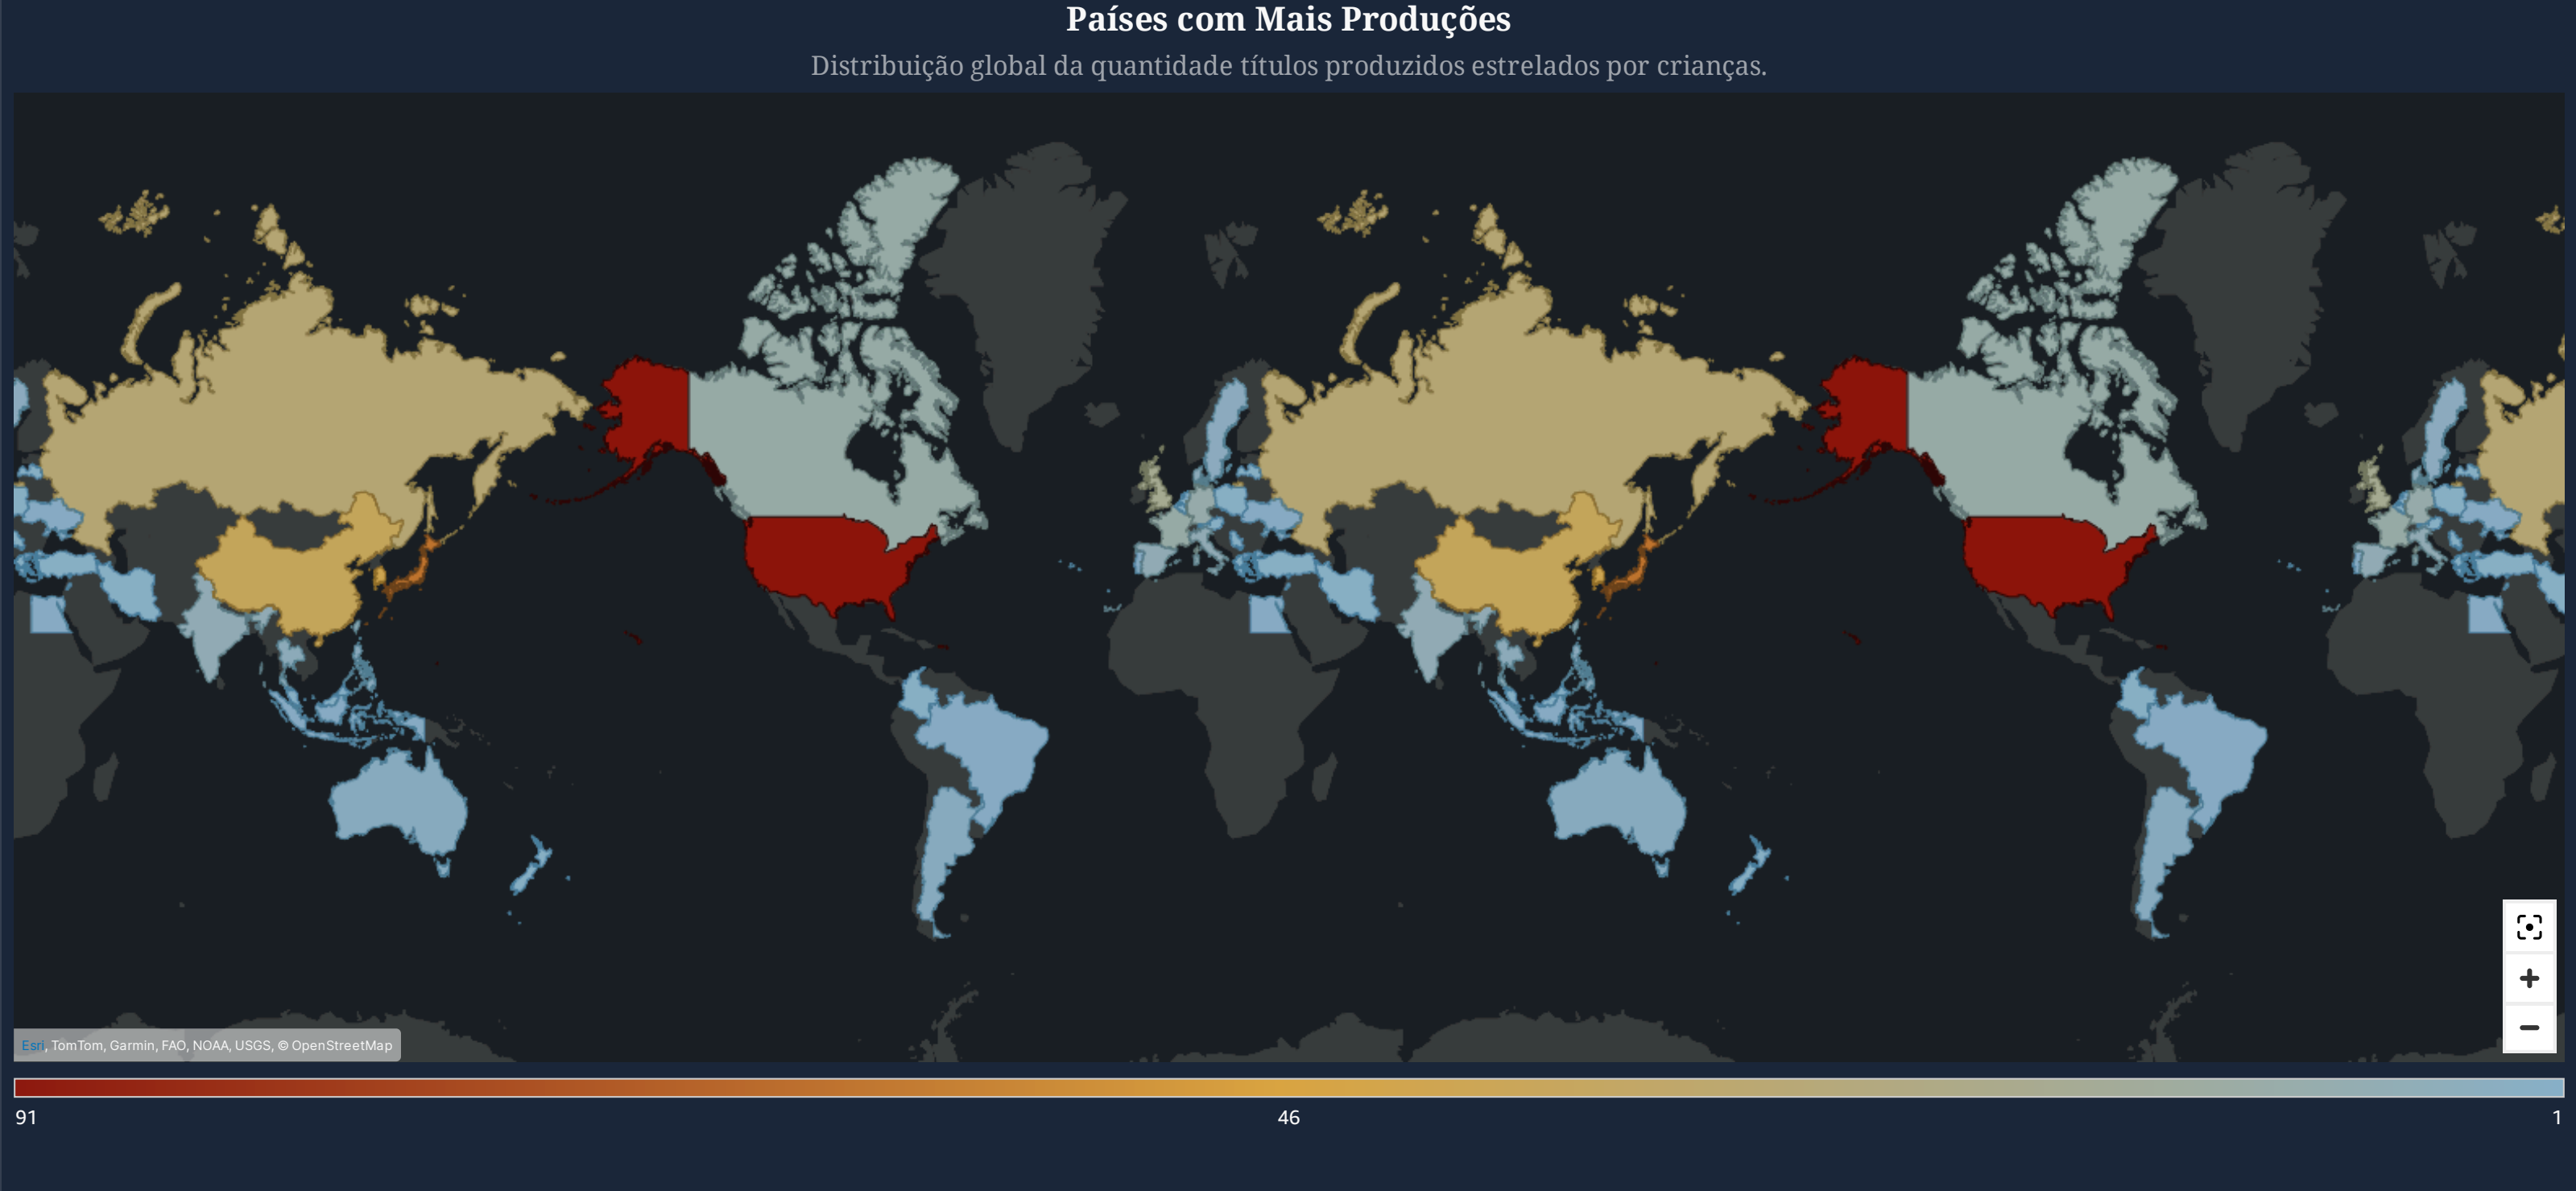 Países com Mais Produções
Distribuição global da quantidade títulos produzidos estrelados por crianças.
Esri, TomTom, Garmin, FAO, NOAA, USGS, © OpenStreetMap
91 46 1